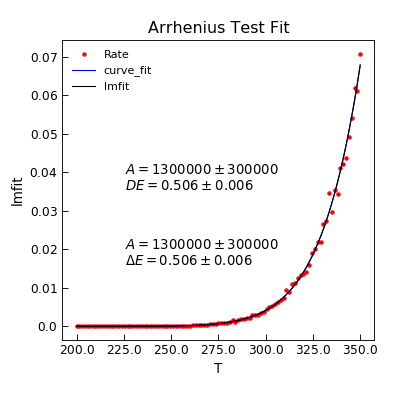 Arrhenius Test Fit
Rate
curve_fit
lmfit
A = 1300000 ± 300000
DE = 0.506 ± 0.006
A = 1300000 ± 300000
ΔE = 0.506 ± 0.006
lmfit
0.07
0.06
0.05
0.04
0.03
0.02
0.01
0.0
200.0 225.0 250.0 275.0 300.0 325.0 350.0
T